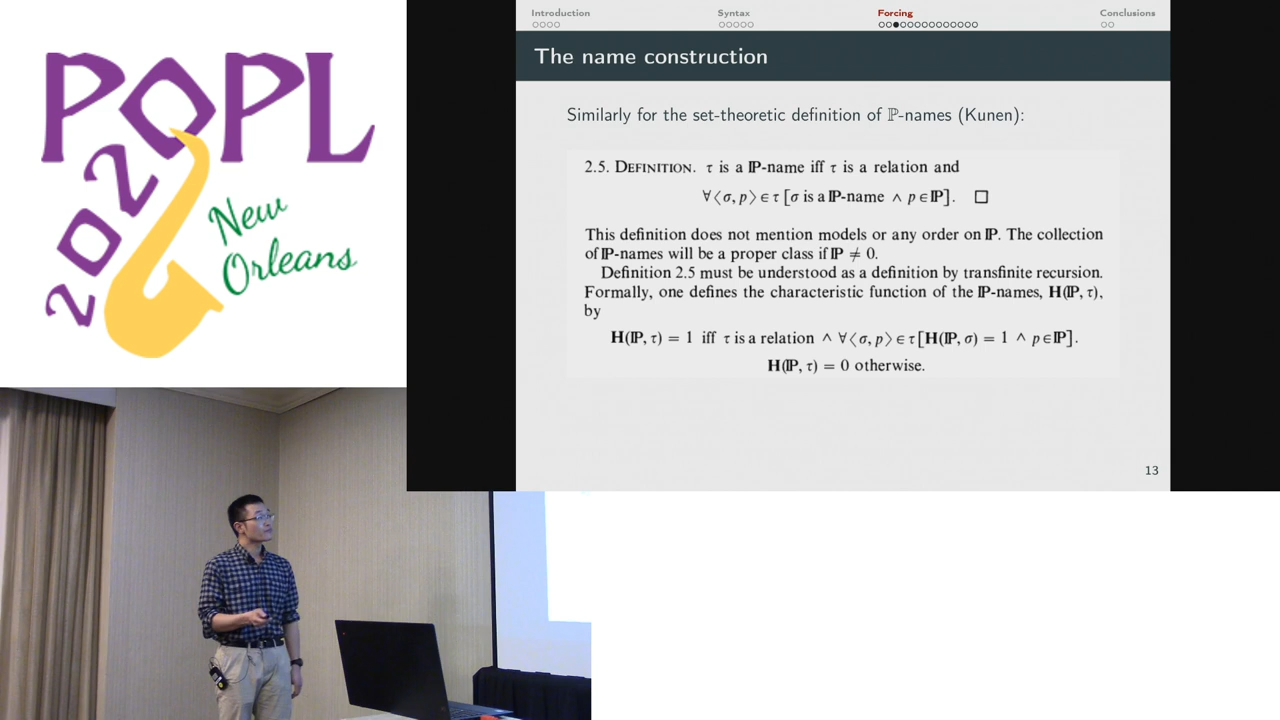 POPL
2020
New
Orleans
Introduction
Syntax
Forcing
Conclusions
The name construction
Similarly for the set-theoretic definition of ℙ-names (Kunen):
2.5. DEFINITION. τ is a ℙ-name iff τ is a relation and
∀⟨σ, p⟩ ∈ τ [σ is a ℙ-name ∧ p ∈ ℙ]. □
This definition does not mention models or any order on ℙ. The collection
of ℙ-names will be a proper class if ℙ ≠ 0.
Definition 2.5 must be understood as a definition by transfinite recursion.
Formally, one defines the characteristic function of the ℙ-names, H(ℙ, τ),
by
H(ℙ, τ) = 1 iff τ is a relation ∧ ∀⟨σ, p⟩ ∈ τ [H(ℙ, σ) = 1 ∧ p ∈ ℙ].
H(ℙ, τ) = 0 otherwise.
13